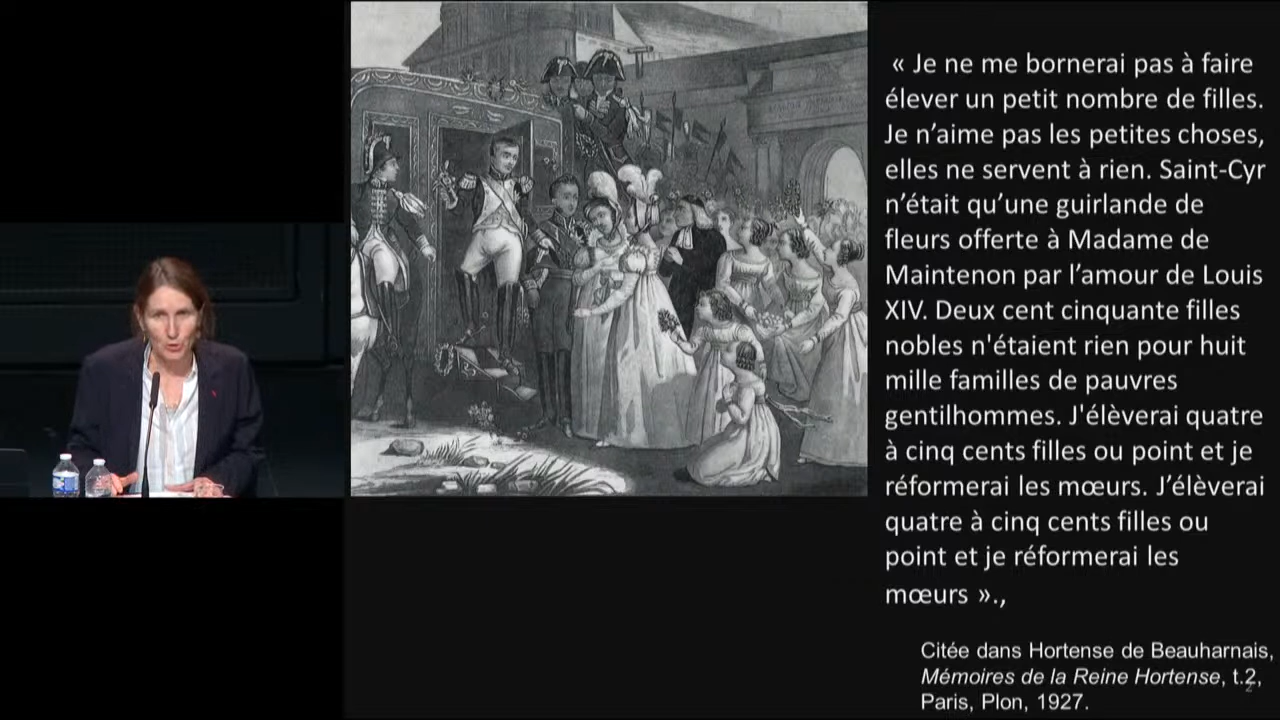 « Je ne me bornerai pas à faire
élever un petit nombre de filles.
Je n’aime pas les petites choses,
elles ne servent à rien. Saint-Cyr
n’était qu’une guirlande de
fleurs offerte à Madame de
Maintenon par l’amour de Louis
XIV. Deux cent cinquante filles
nobles n'étaient rien pour huit
mille familles de pauvres
gentilhommes. J'élèverai quatre
à cinq cents filles ou point et je
réformerai les mœurs. J’élèverai
quatre à cinq cents filles ou
point et je réformerai les
mœurs ».,
Citée dans Hortense de Beauharnais,
Mémoires de la Reine Hortense, t.2,
Paris, Plon, 1927.
2